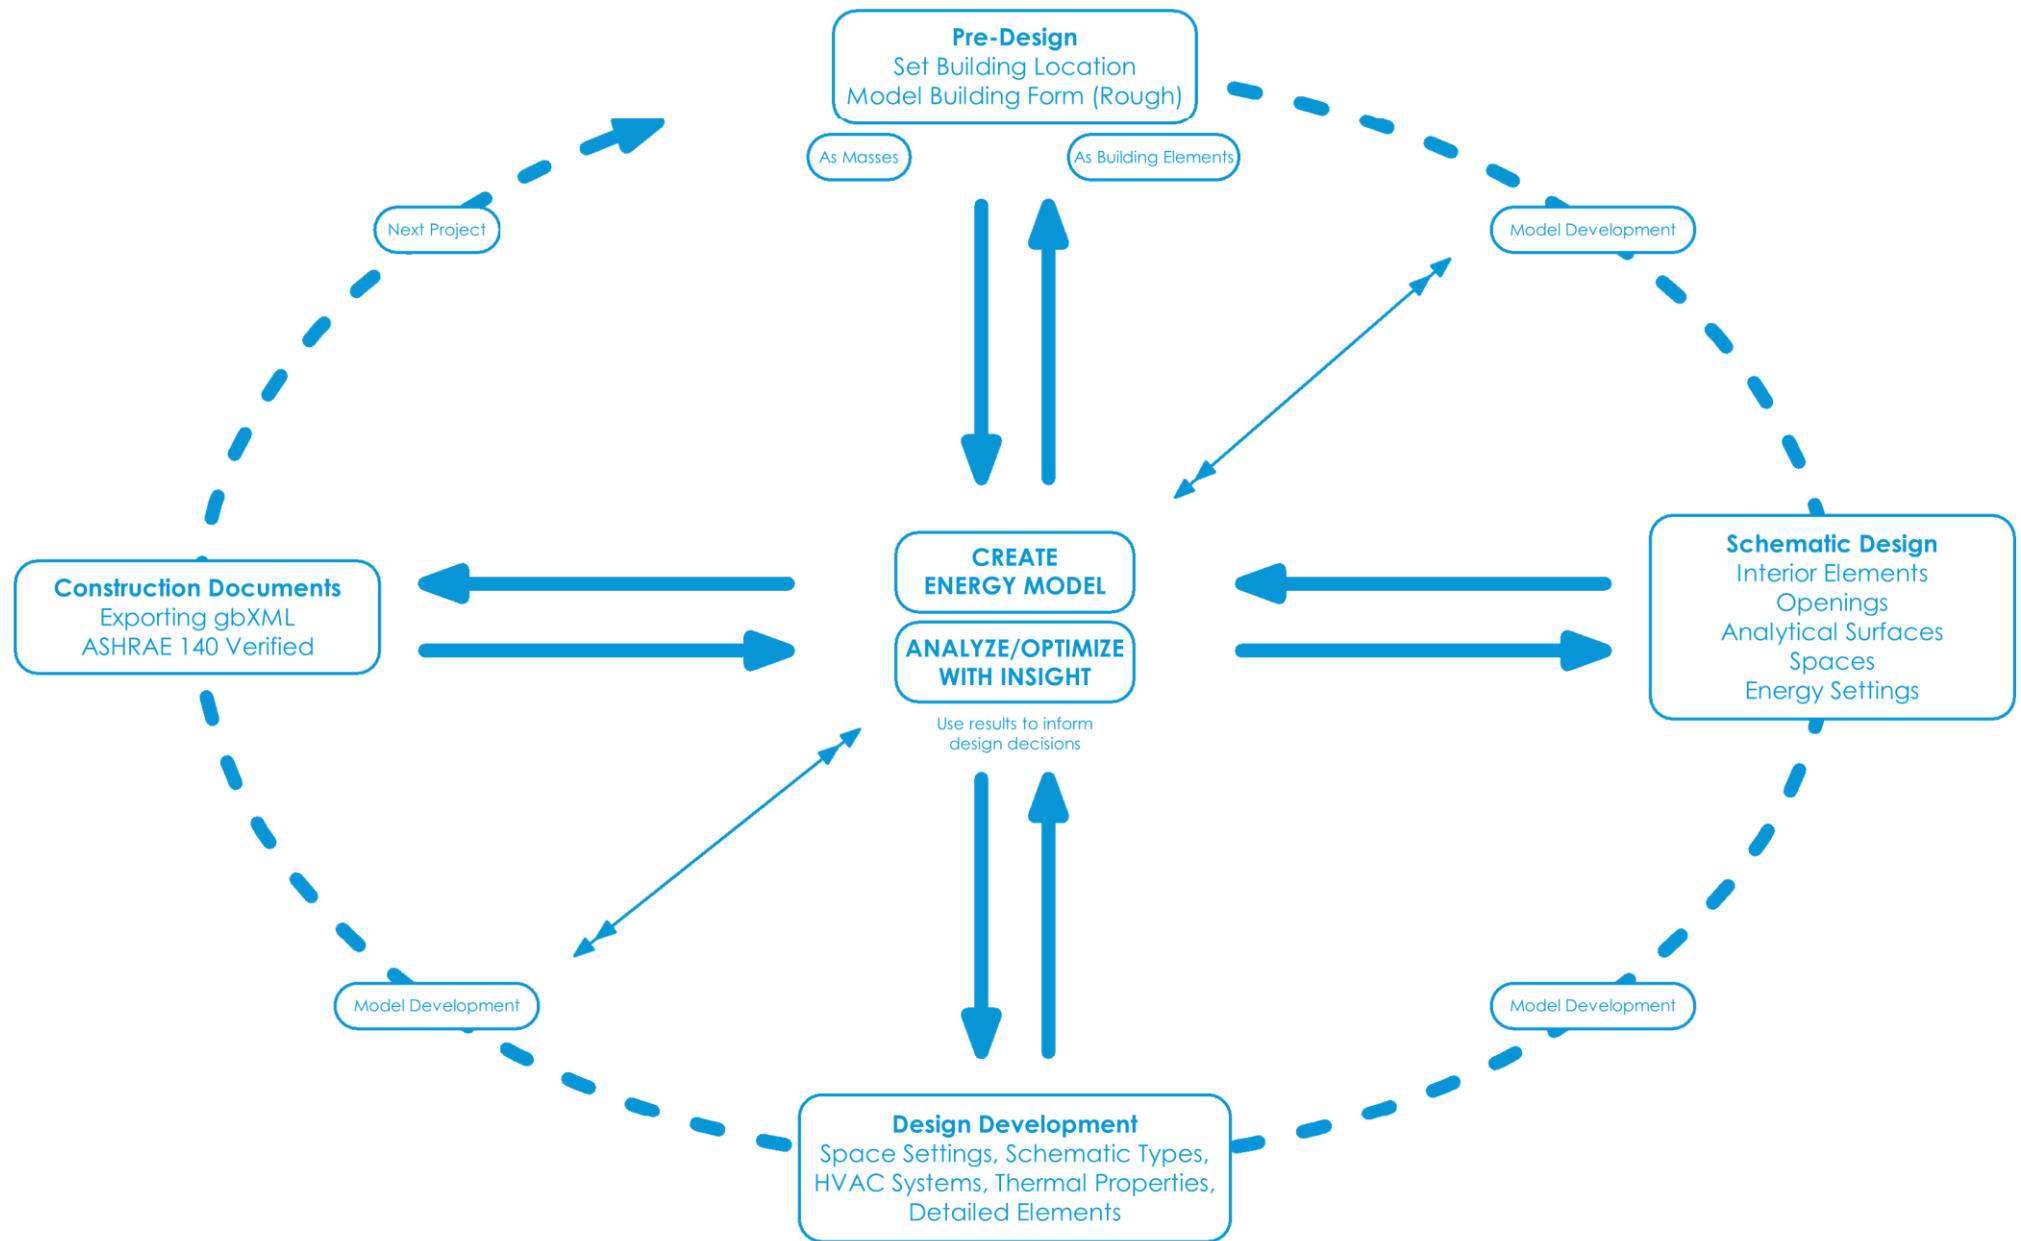 Pre-Design
Set Building Location
Model Building Form (Rough)
As Masses
As Building Elements
Next Project
Model Development
CREATE
ENERGY MODEL
ANALYZE/OPTIMIZE
WITH INSIGHT
Use results to inform
design decisions
Construction Documents
Exporting gbXML
ASHRAE 140 Verified
Schematic Design
Interior Elements
Openings
Analytical Surfaces
Spaces
Energy Settings
Model Development
Model Development
Design Development
Space Settings, Schematic Types,
HVAC Systems, Thermal Properties,
Detailed Elements